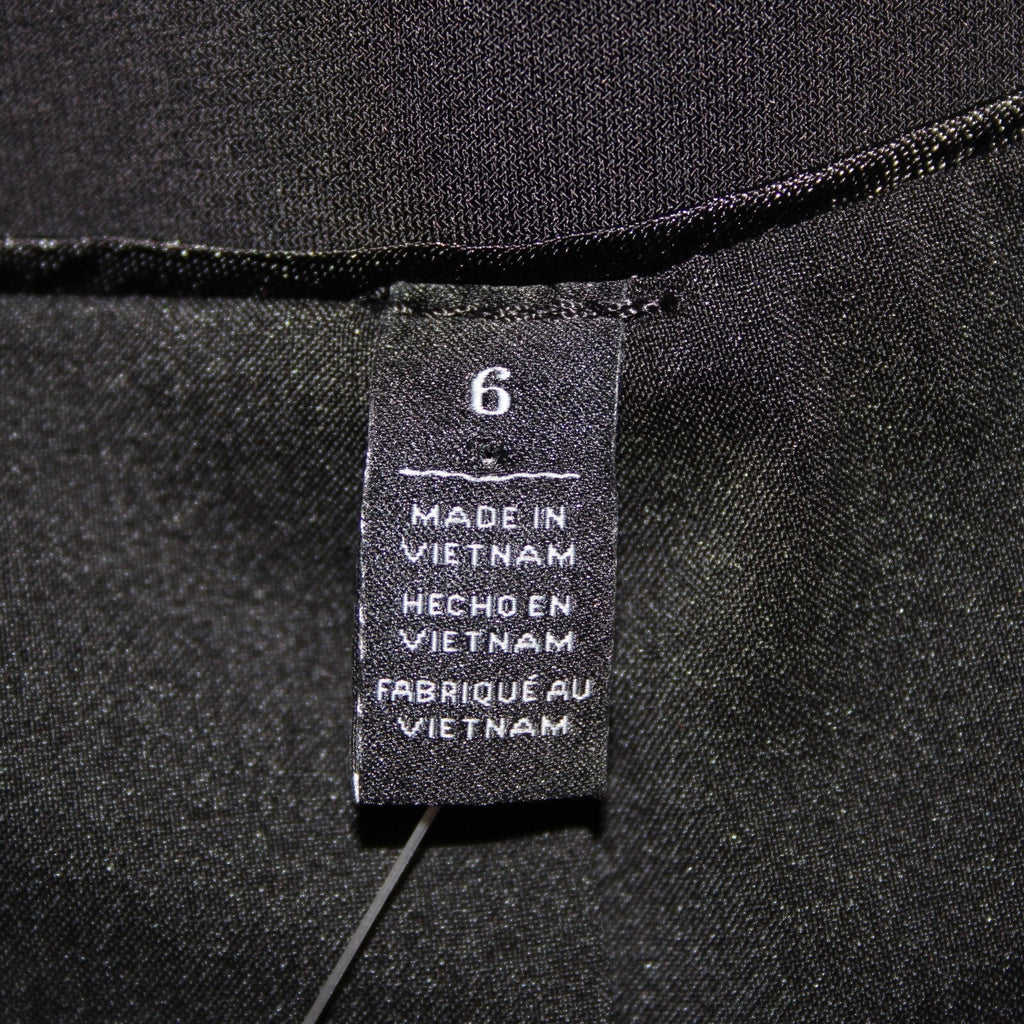 6
MADE IN
VIETNAM
HECHO EN
VIETNAM
FABRIQUÉ AU
VIETNAM